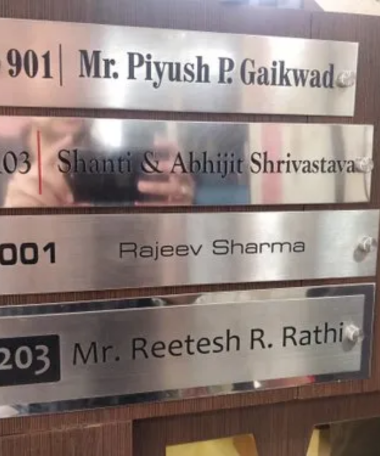 901 | Mr. Piyush P. Gaikwad
03 | Shanti & Abhijit Shrivastava
001 Rajeev Sharma
203 Mr. Reetesh R. Rathi